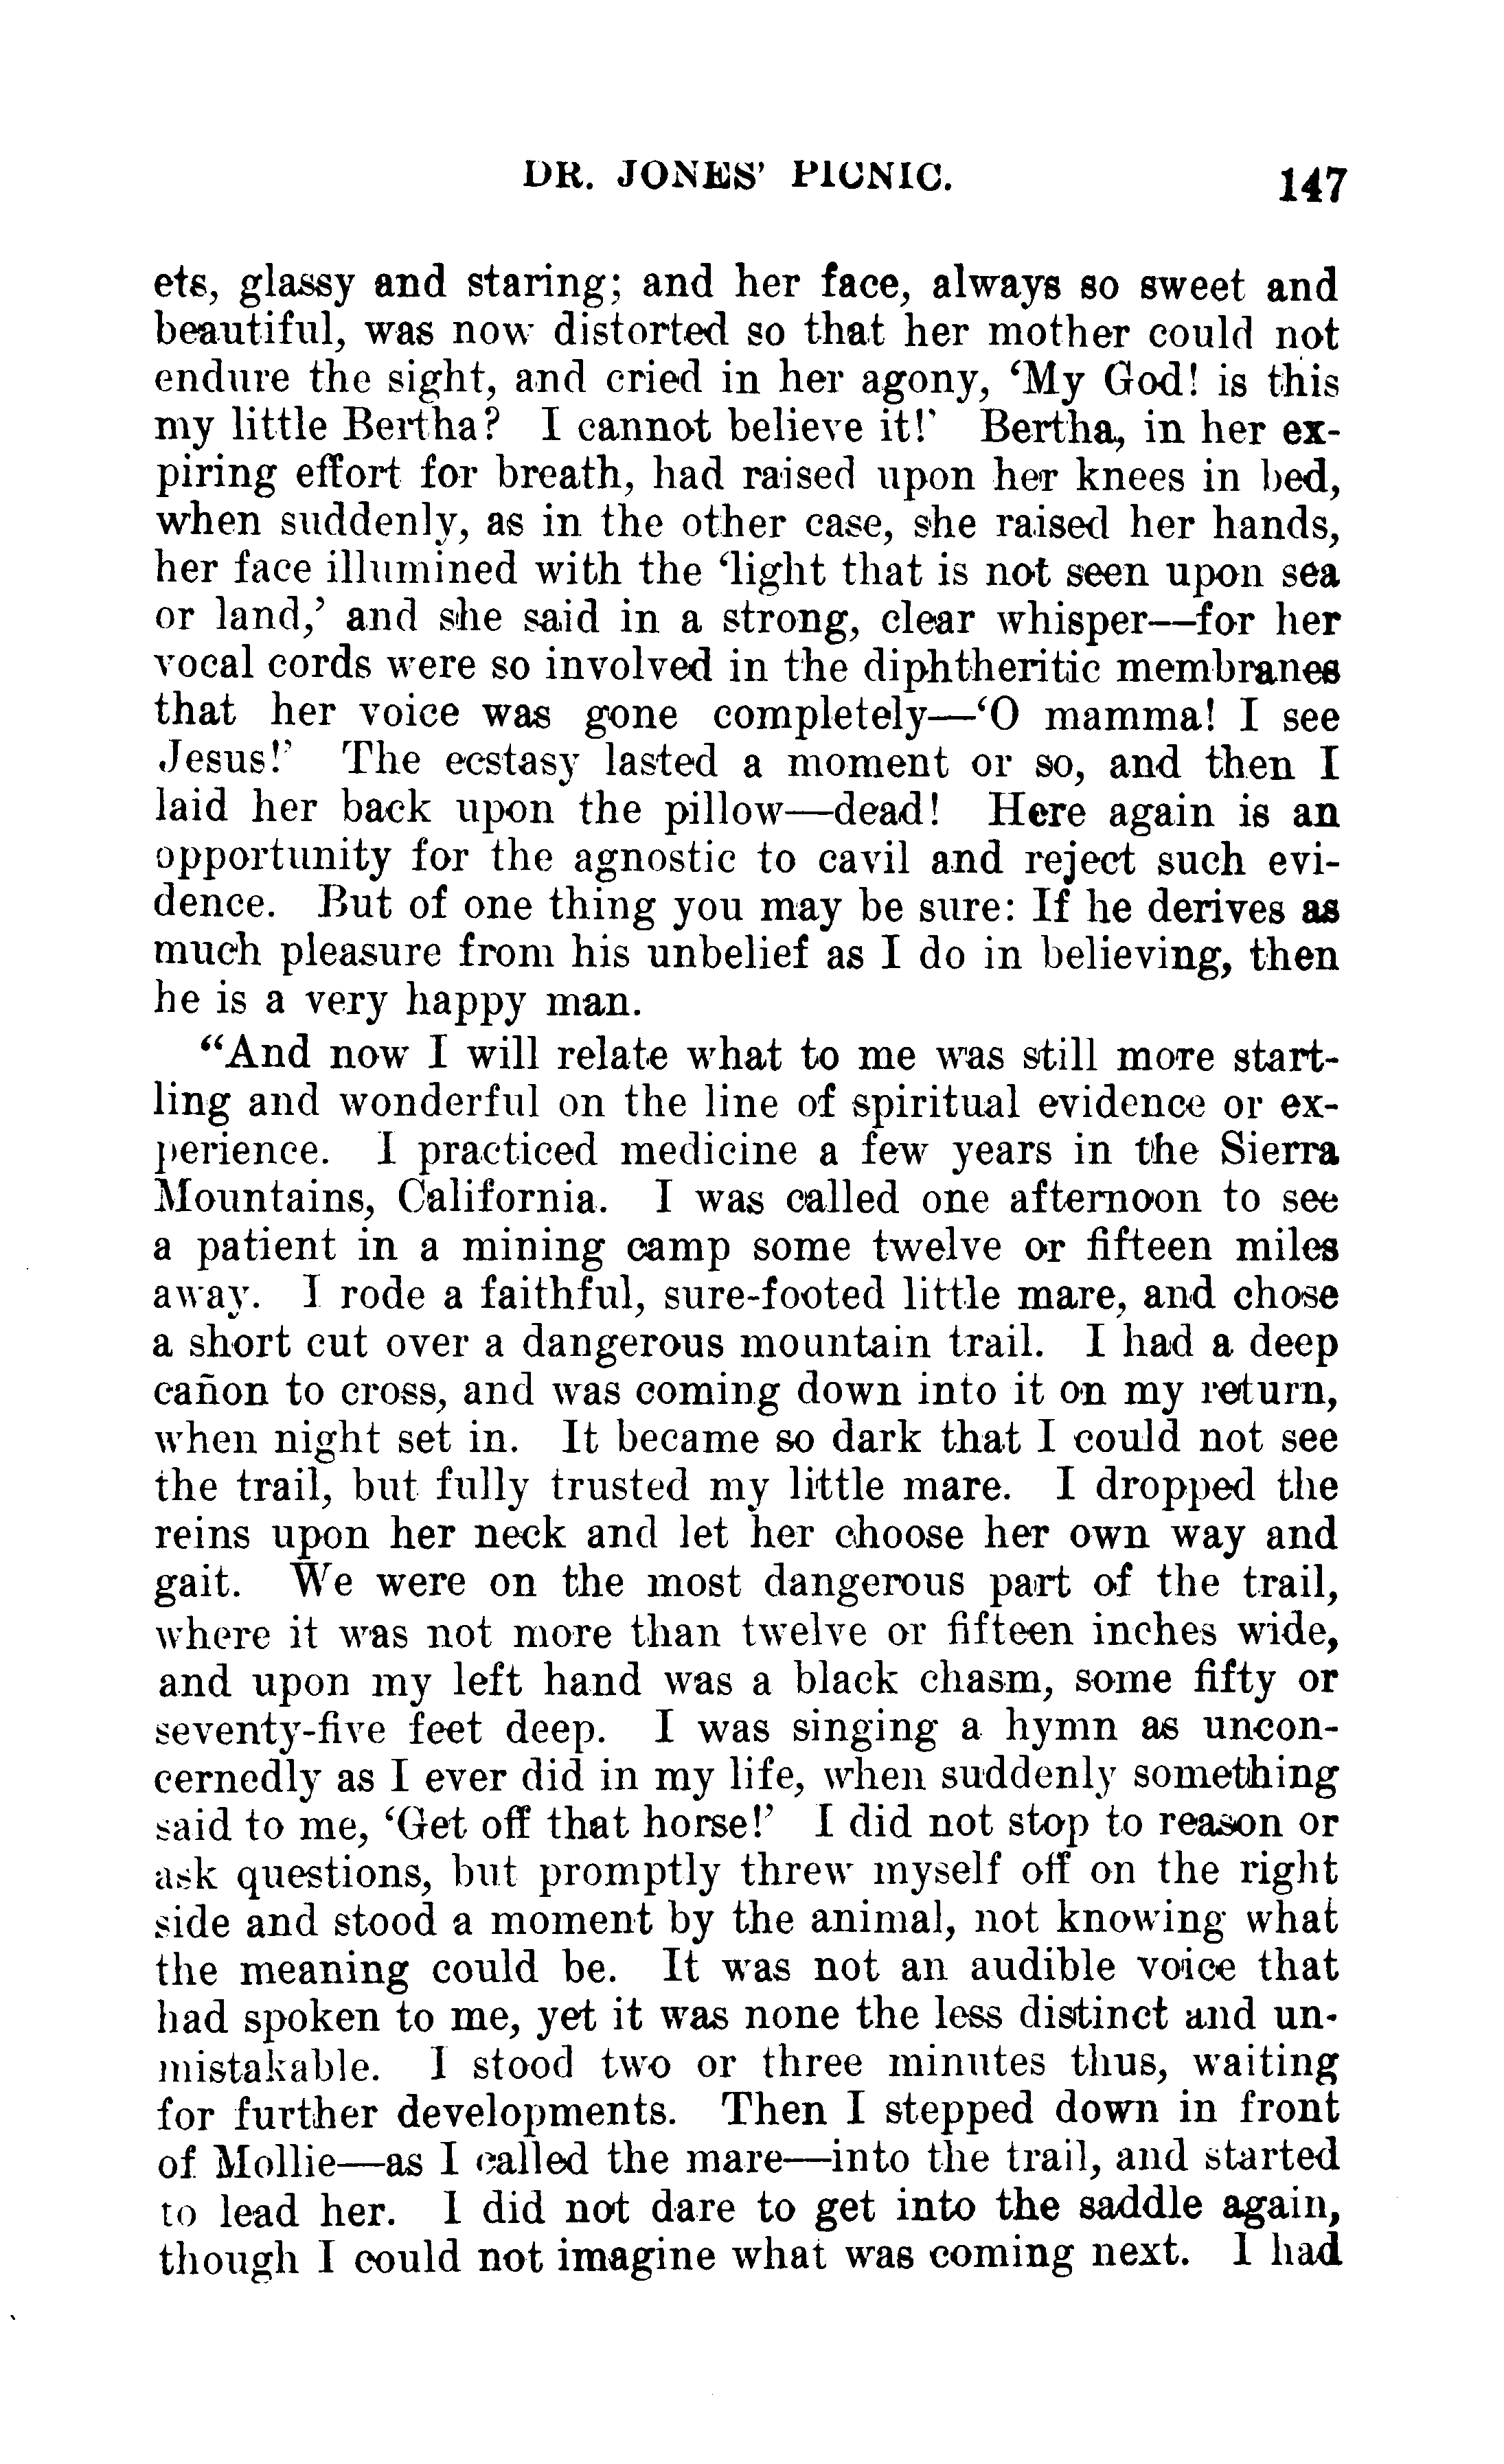 DR. JONES' PICNIC. 147
ets, glassy and staring; and her face, always so sweet and
beautiful, was now distorted so that her mother could not
endure the sight, and cried in her agony, 'My God! is this
my little Bertha? I cannot believe it!' Bertha, in her ex-
piring effort for breath, had raised upon her knees in bed,
when suddenly, as in the other case, she raised her hands,
her face illumined with the 'light that is not seen upon sea
or land,' and she said in a strong, clear whisper—for her
vocal cords were so involved in the diphtheritic membranes
that her voice was gone completely—'O mamma! I see
Jesus!' The ecstasy lasted a moment or so, and then I
laid her back upon the pillow—dead! Here again is an
opportunity for the agnostic to cavil and reject such evi-
dence. But of one thing you may be sure: If he derives as
much pleasure from his unbelief as I do in believing, then
he is a very happy man.
"And now I will relate what to me was still more start-
ling and wonderful on the line of spiritual evidence or ex-
perience. I practiced medicine a few years in the Sierra
Mountains, California. I was called one afternoon to see
a patient in a mining camp some twelve or fifteen miles
away. I rode a faithful, sure-footed little mare, and chose
a short cut over a dangerous mountain trail. I had a deep
cañon to cross, and was coming down into it on my return,
when night set in. It became so dark that I could not see
the trail, but fully trusted my little mare. I dropped the
reins upon her neck and let her choose her own way and
gait. We were on the most dangerous part of the trail,
where it was not more than twelve or fifteen inches wide,
and upon my left hand was a black chasm, some fifty or
seventy-five feet deep. I was singing a hymn as uncon-
cernedly as I ever did in my life, when suddenly something
said to me, 'Get off that horse!' I did not stop to reason or
ask questions, but promptly threw myself off on the right
side and stood a moment by the animal, not knowing what
the meaning could be. It was not an audible voice that
had spoken to me, yet it was none the less distinct and un-
mistakable. I stood two or three minutes thus, waiting
for further developments. Then I stepped down in front
of Mollie—as I called the mare—into the trail, and started
to lead her. I did not dare to get into the saddle again,
though I could not imagine what was coming next. I had